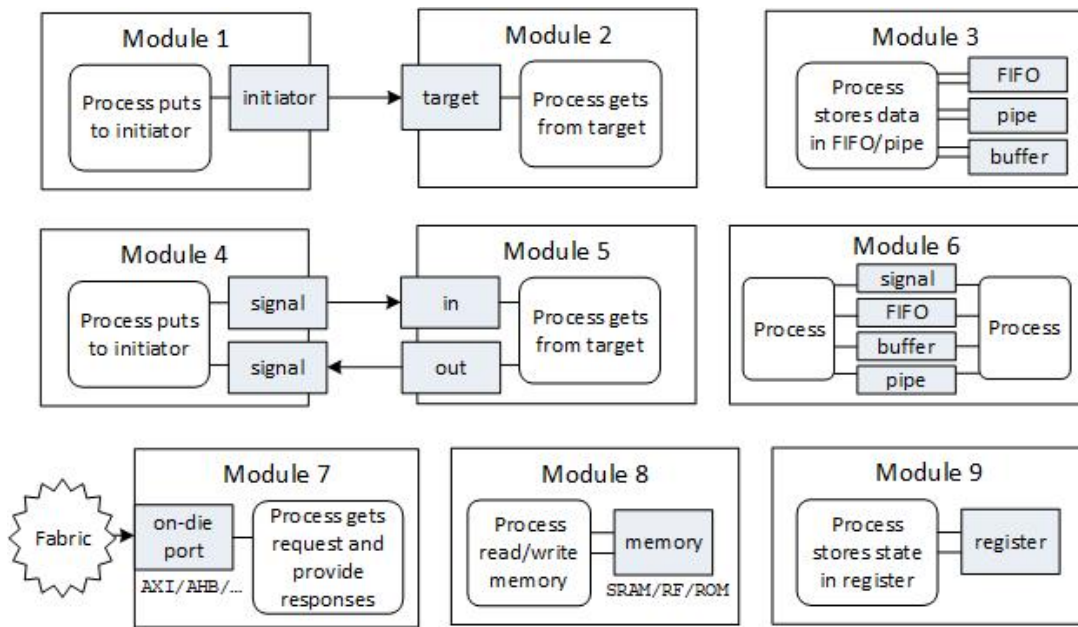 Module 1
Process puts
to initiator
initiator
Module 2
target
Process gets
from target
Module 3
Process
stores data
in FIFO/pipe
FIFO
pipe
buffer
Module 4
Process puts
to initiator
signal
signal
Module 5
in
out
Process gets
from target
Module 6
Process
signal
FIFO
buffer
pipe
Process
Fabric
Module 7
on-die
port
AXI/AHB/…
Process gets
request and
provide
responses
Module 8
Process
read/write
memory
memory
SRAM/RF/ROM
Module 9
Process
stores state
in register
register